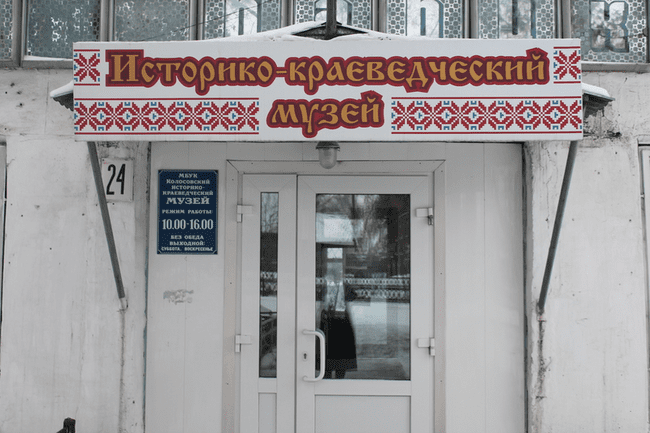 Историко-краеведческий
музей
24
МБУК
Колосовский
историко-
краеведческий
МУЗЕЙ
РЕЖИМ РАБОТЫ:
10.00-16.00
БЕЗ ОБЕДА
ВЫХОДНОЙ:
СУББОТА, ВОСКРЕСЕНЬЕ